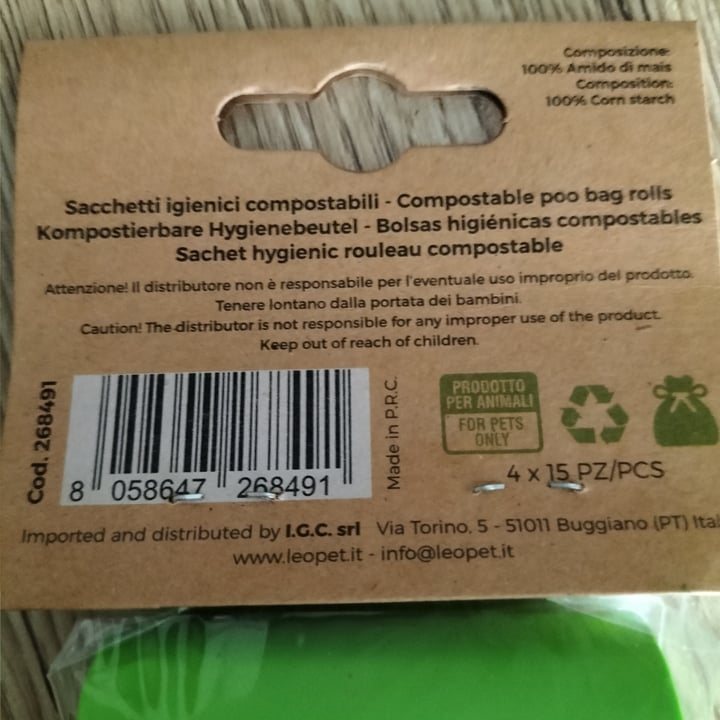 Composizione:
100% Amido di mais
Composition:
100% Corn starch
Sacchetti igienici compostabili - Compostable poo bag rolls
Kompostierbare Hygienebeutel - Bolsas higiénicas compostables
Sachet hygienic rouleau compostable
Attenzione! Il distributore non è responsabile per l'eventuale uso improprio del prodotto.
Tenere lontano dalla portata dei bambini.
Caution! The distributor is not responsible for any improper use of the product.
Keep out of reach of children.
Cod. 268491
8 058647 268491
Made in P.R.C.
PRODOTTO
PER ANIMALI
FOR PETS
ONLY
4 x 15 PZ/PCS
Imported and distributed by I.G.C. srl Via Torino, 5 - 51011 Buggiano (PT) Ital
www.leopet.it - info@leopet.it